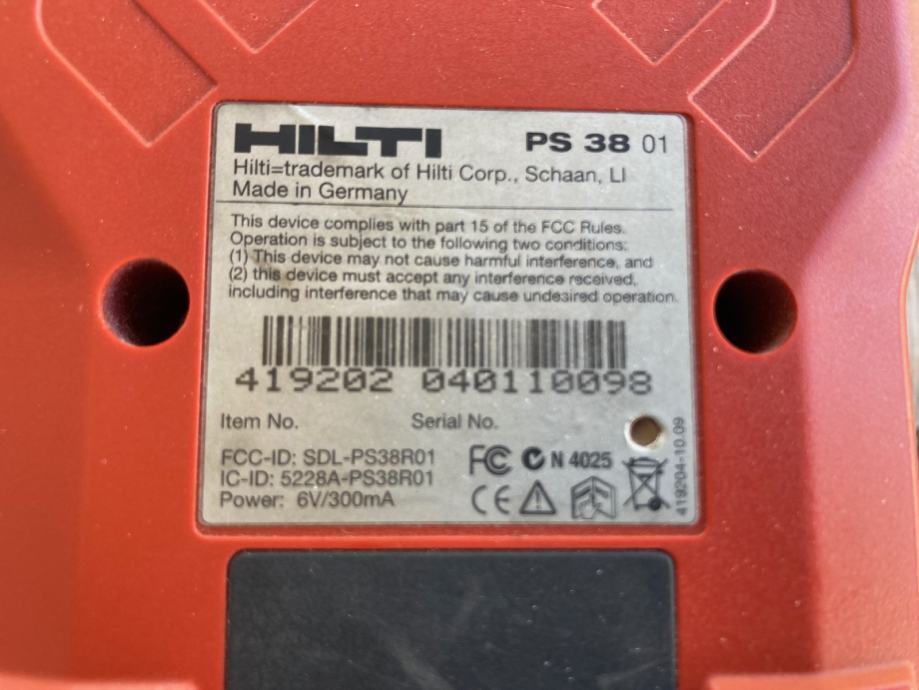 HILTI PS 38 01
Hilti=trademark of Hilti Corp., Schaan, LI
Made in Germany
This device complies with part 15 of the FCC Rules.
Operation is subject to the following two conditions:
(1) This device may not cause harmful interference, and
(2) this device must accept any interference received,
including interference that may cause undesired operation.
419202 040110098
Item No. Serial No.
FCC-ID: SDL-PS38R01
IC-ID: 5228A-PS38R01
Power: 6V/300mA
FC N 4025
CE
419204-10.09